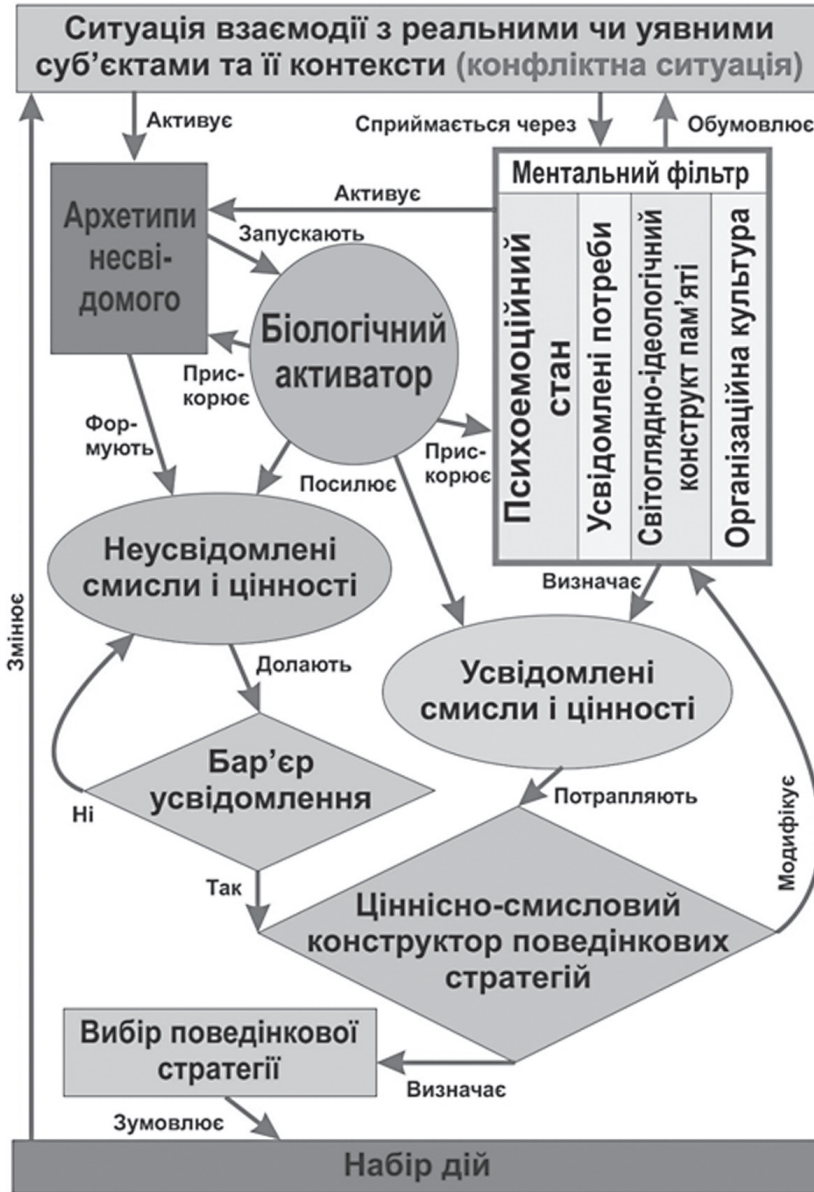 Ситуація взаємодії з реальними чи уявними
суб’єктами та її контексти (конфліктна ситуація)
Активує
Сприймається через
Обумовлює
Ментальний фільтр
Психоемоційний
стан
Усвідомлені потреби
Світоглядно-ідеологічний
конструкт пам’яті
Організаційна культура
Активує
Архетипи
несві-
домого
Запускають
Біологічний
активатор
Прис-
корює
Прис-
корює
Фор-
мують
Посилює
Неусвідомлені
смисли і цінності
Визначає
Змінює
Долають
Усвідомлені
смисли і цінності
Бар’єр
усвідомлення
Ні
Потрапляють
Модифікує
Так
Ціннісно-смисловий
конструктор поведінкових
стратегій
Вибір поведінкової
стратегії
Визначає
Зумовлює
Набір дій